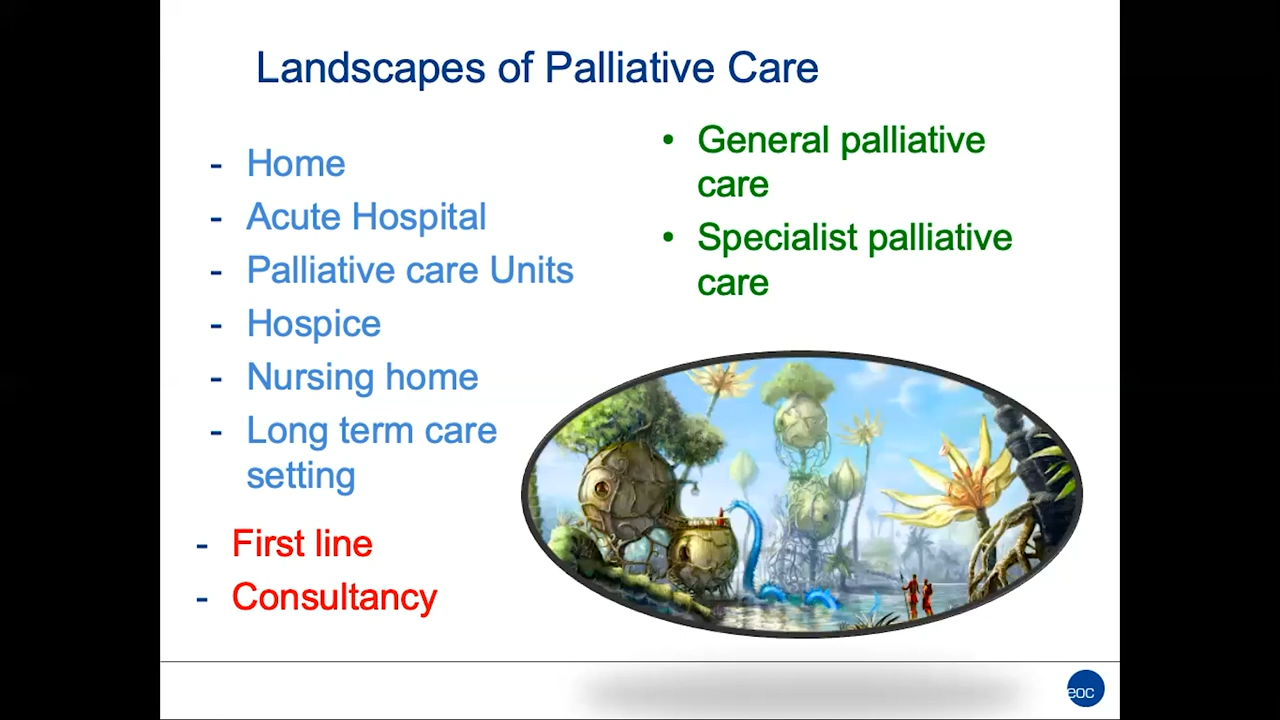 Landscapes of Palliative Care
- Home
- Acute Hospital
- Palliative care Units
- Hospice
- Nursing home
- Long term care
setting
- First line
- Consultancy
• General palliative
care
• Specialist palliative
care
eoc